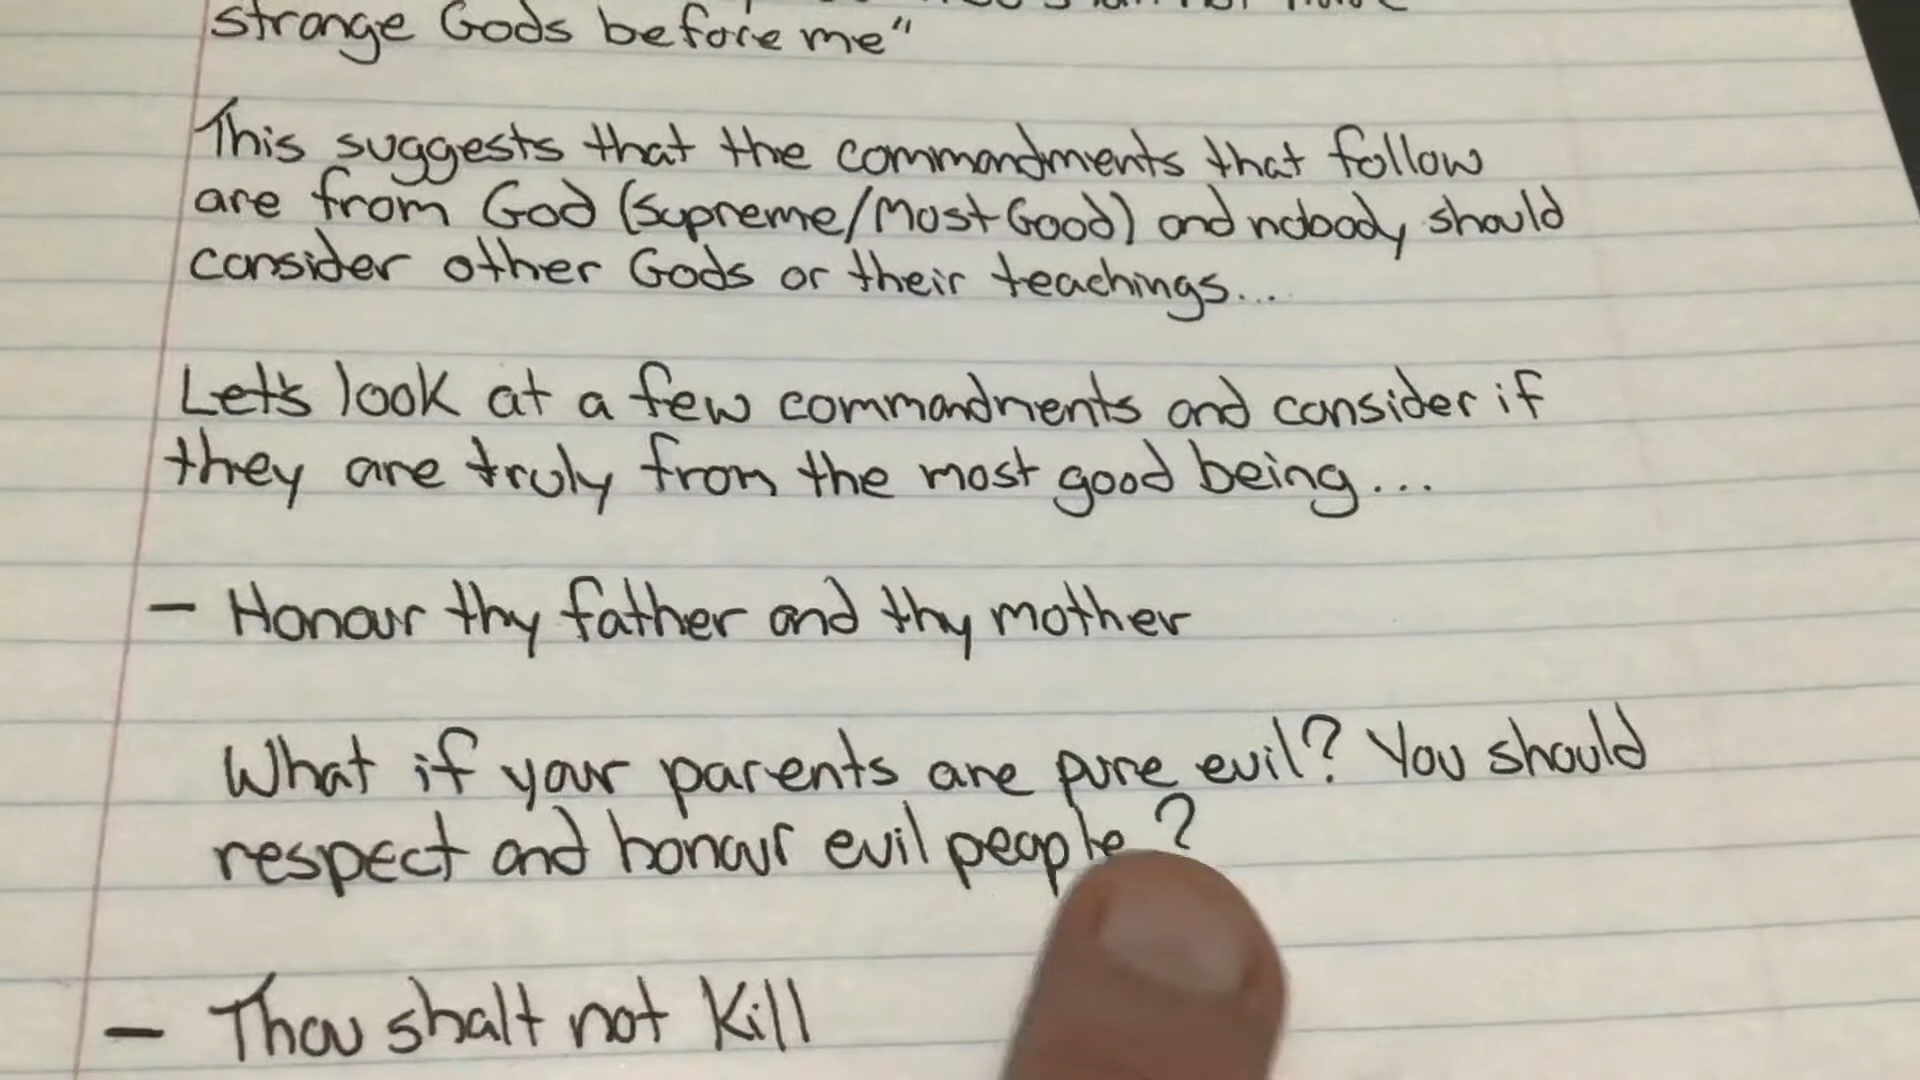 strange Gods before me"
This suggests that the commandments that follow
are from God (Supreme/Most Good) and nobody should
consider other Gods or their teachings...
Let's look at a few commandments and consider if
they are truly from the most good being...
- Honour thy father and thy mother
What if your parents are pure evil? You should
respect and honour evil people?
- Thou shalt not kill